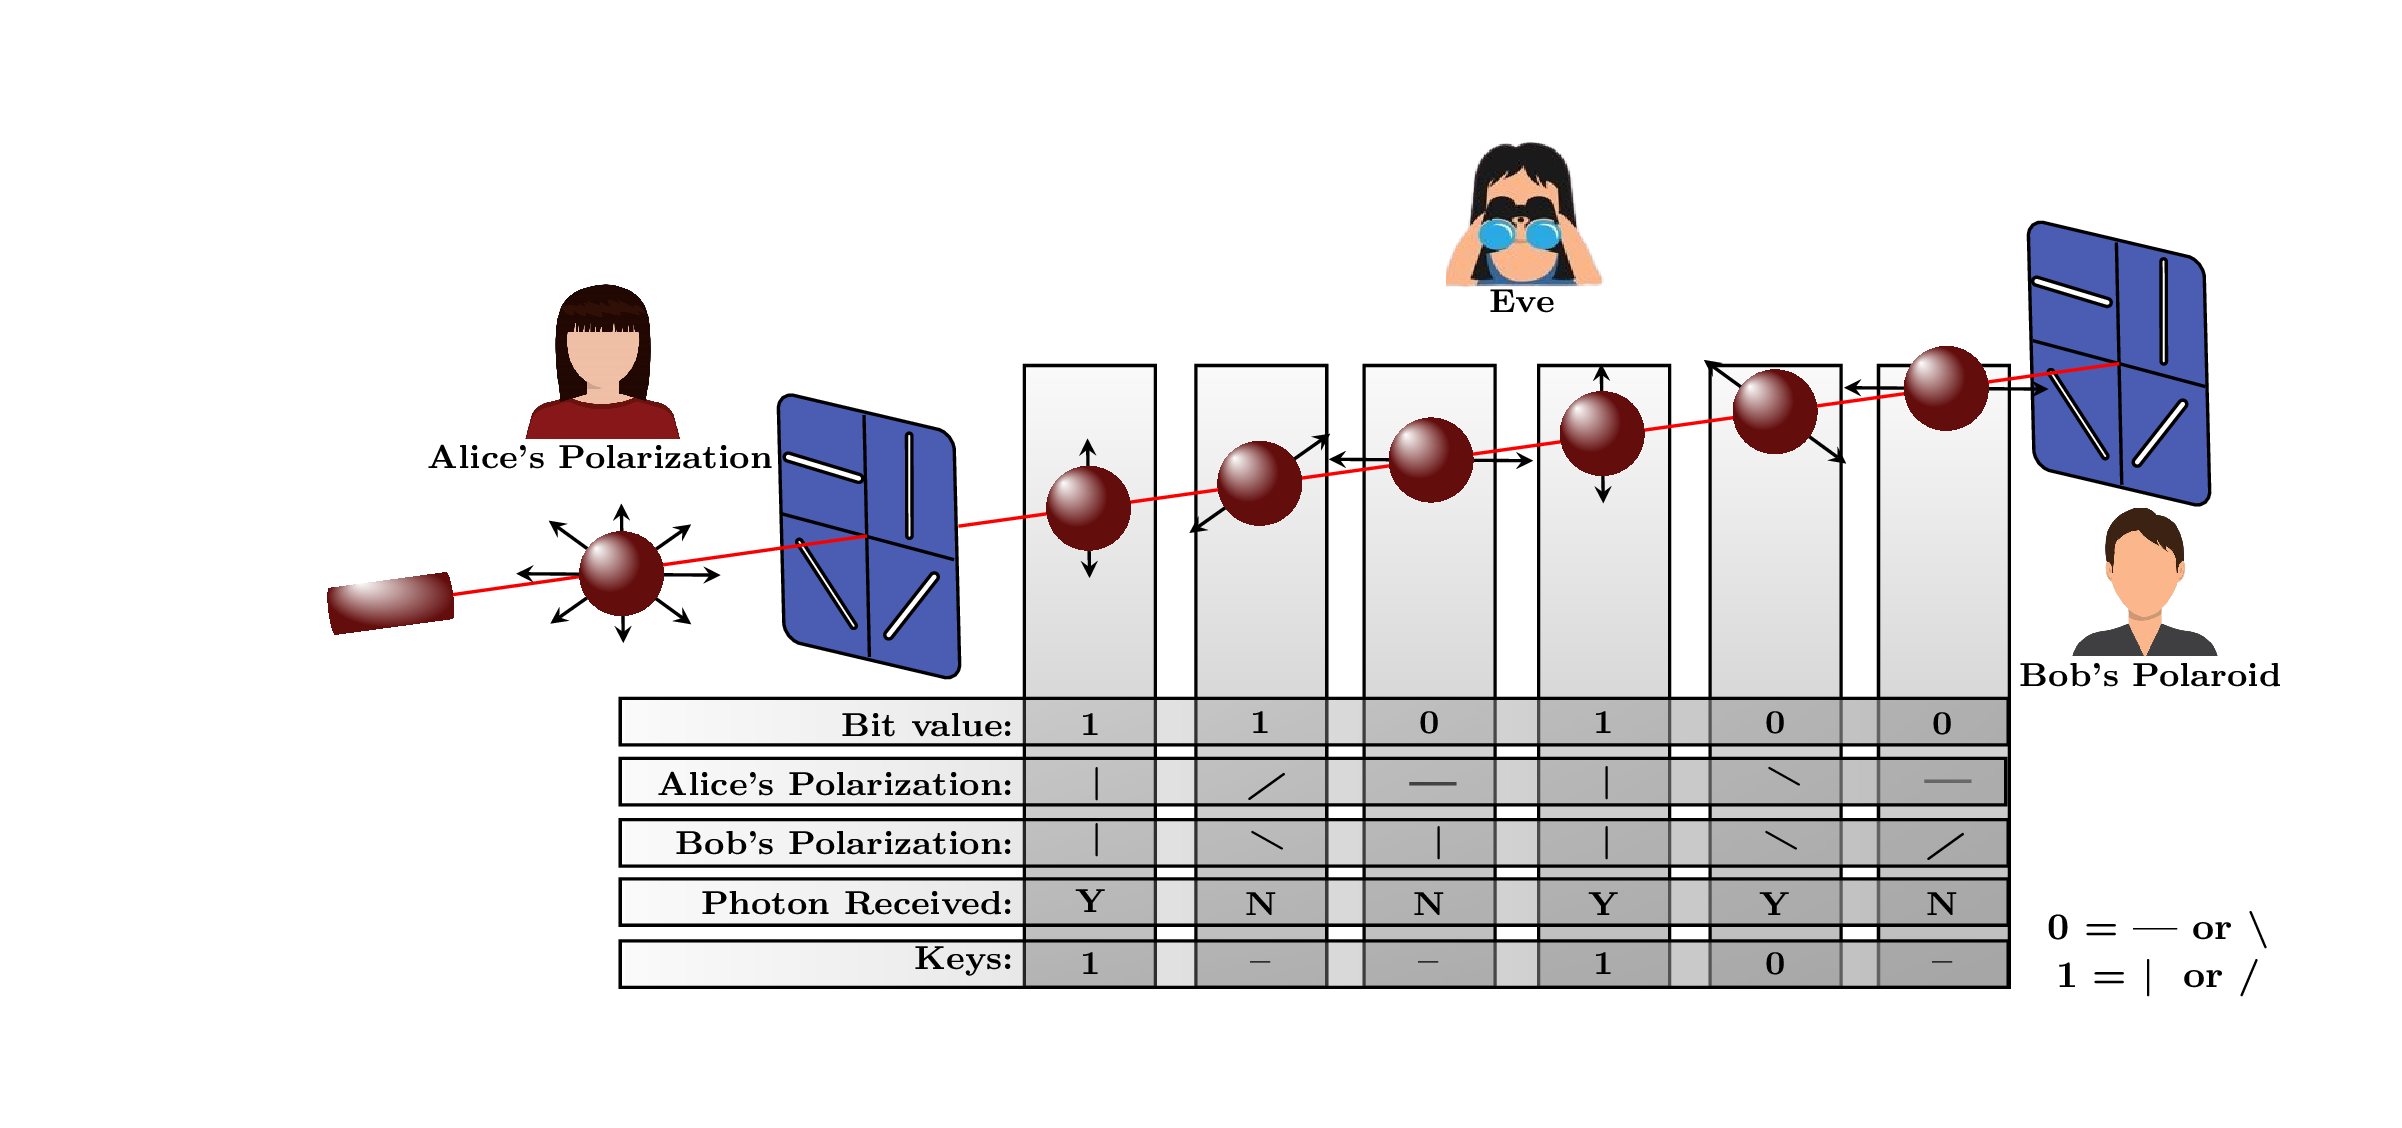 Eve
Alice's Polarization
Bob's Polaroid
Bit value: 1 1 0 1 0 0
Alice's Polarization: | / — | \ —
Bob's Polarization: | \ | | \ /
Photon Received: Y N N Y Y N
Keys: 1 – – 1 0 –
0 = — or \
1 = | or /